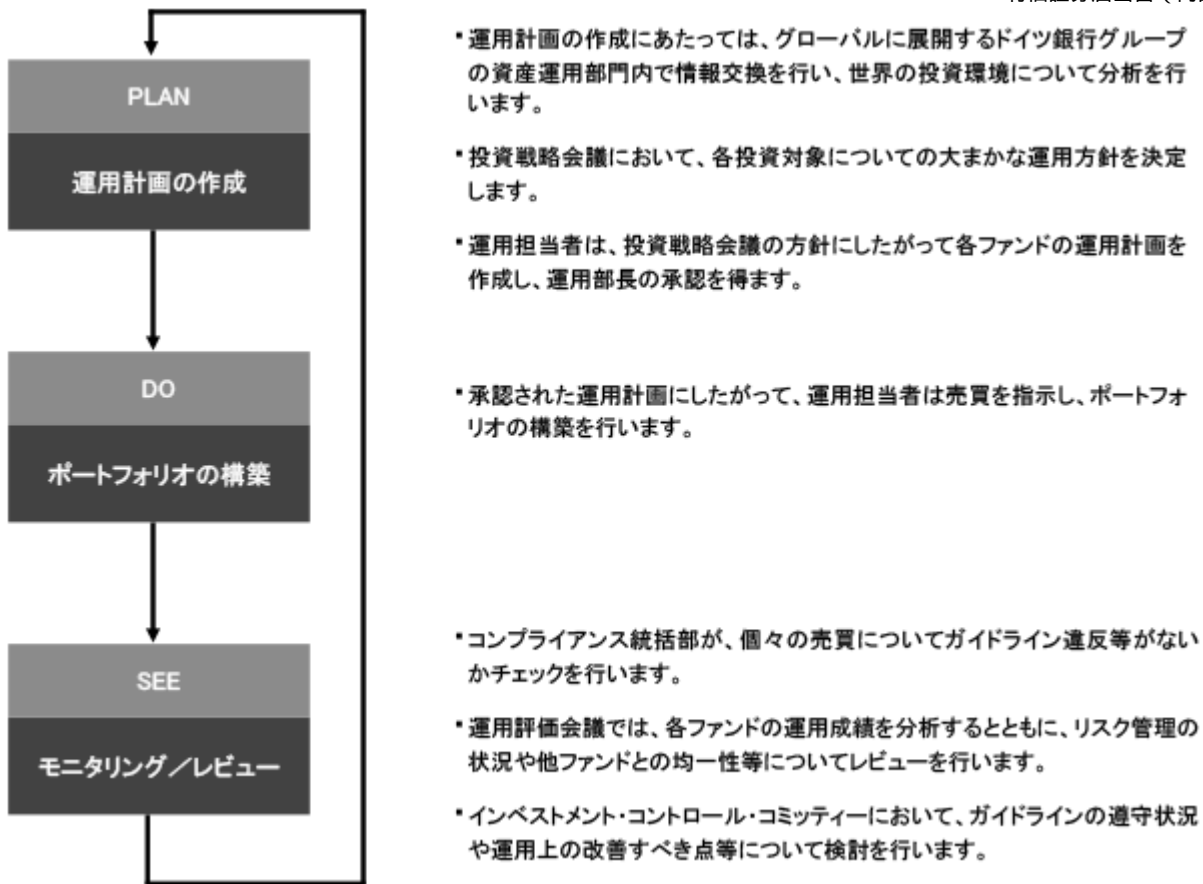 PLAN
運用計画の作成
▪運用計画の作成にあたっては、グローバルに展開するドイツ銀行グループ
の資産運用部門内で情報交換を行い、世界の投資環境について分析を行
います。
▪投資戦略会議において、各投資対象についての大まかな運用方針を決定
します。
▪運用担当者は、投資戦略会議の方針にしたがって各ファンドの運用計画を
作成し、運用部長の承認を得ます。
DO
ポートフォリオの構築
▪承認された運用計画にしたがって、運用担当者は売買を指示し、ポートフォ
リオの構築を行います。
SEE
モニタリング／レビュー
▪コンプライアンス統括部が、個々の売買についてガイドライン違反等がない
かチェックを行います。
▪運用評価会議では、各ファンドの運用成績を分析するとともに、リスク管理の
状況や他ファンドとの均一性等についてレビューを行います。
▪インベストメント・コントロール・コミッティーにおいて、ガイドラインの遵守状況
や運用上の改善すべき点等について検討を行います。